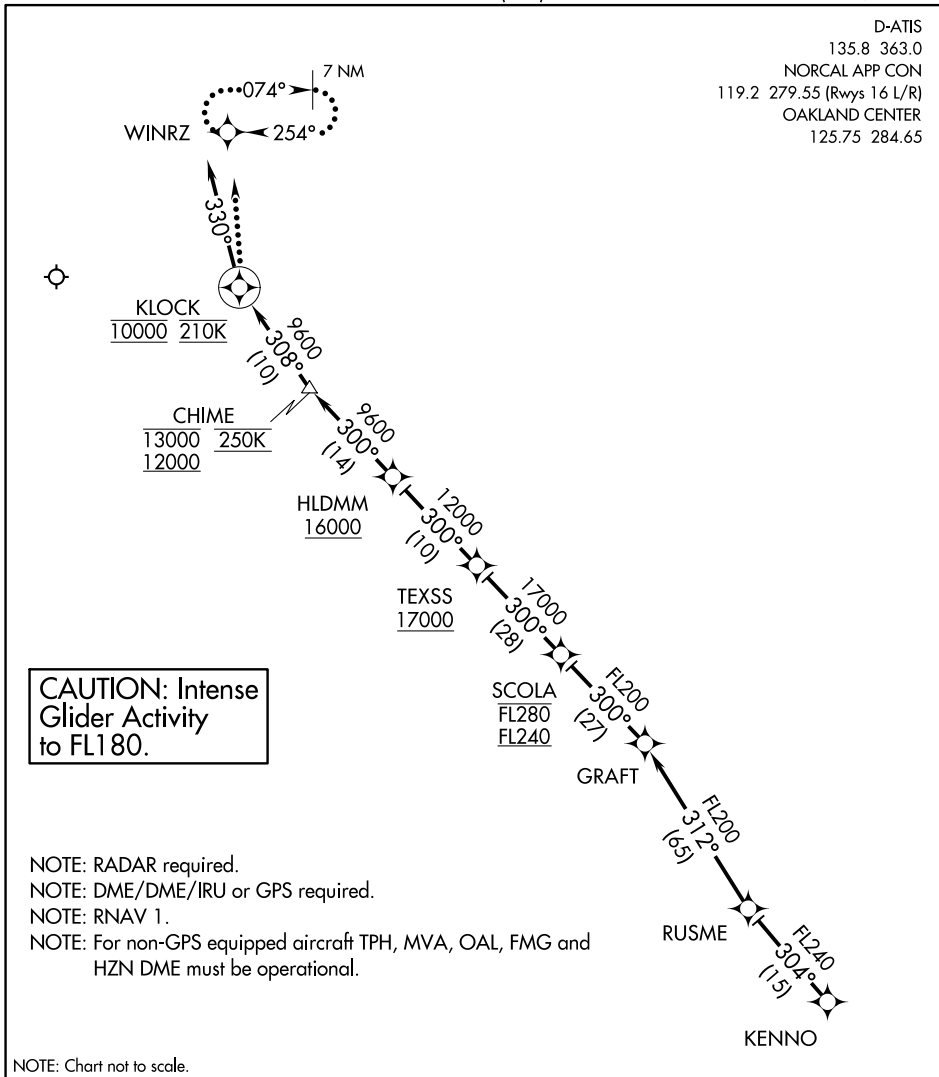 D-ATIS
135.8 363.0
NORCAL APP CON
119.2 279.55 (Rwys 16 L/R)
OAKLAND CENTER
125.75 284.65
7 NM
074°
WINRZ
254°
330°
KLOCK
10000 210K
9600
308°
(10)
CHIME
13000 250K
12000
9600
300°
(14)
HLDMM
16000
12000
300°
(10)
TEXSS
17000
17000
300°
(28)
SCOLA
FL280
FL240
FL200
300°
(27)
GRAFT
FL200
312°
(65)
RUSME
FL240
304°
(15)
KENNO
CAUTION: Intense
Glider Activity
to FL180.
NOTE: RADAR required.
NOTE: DME/DME/IRU or GPS required.
NOTE: RNAV 1.
NOTE: For non-GPS equipped aircraft TPH, MVA, OAL, FMG and
HZN DME must be operational.
NOTE: Chart not to scale.